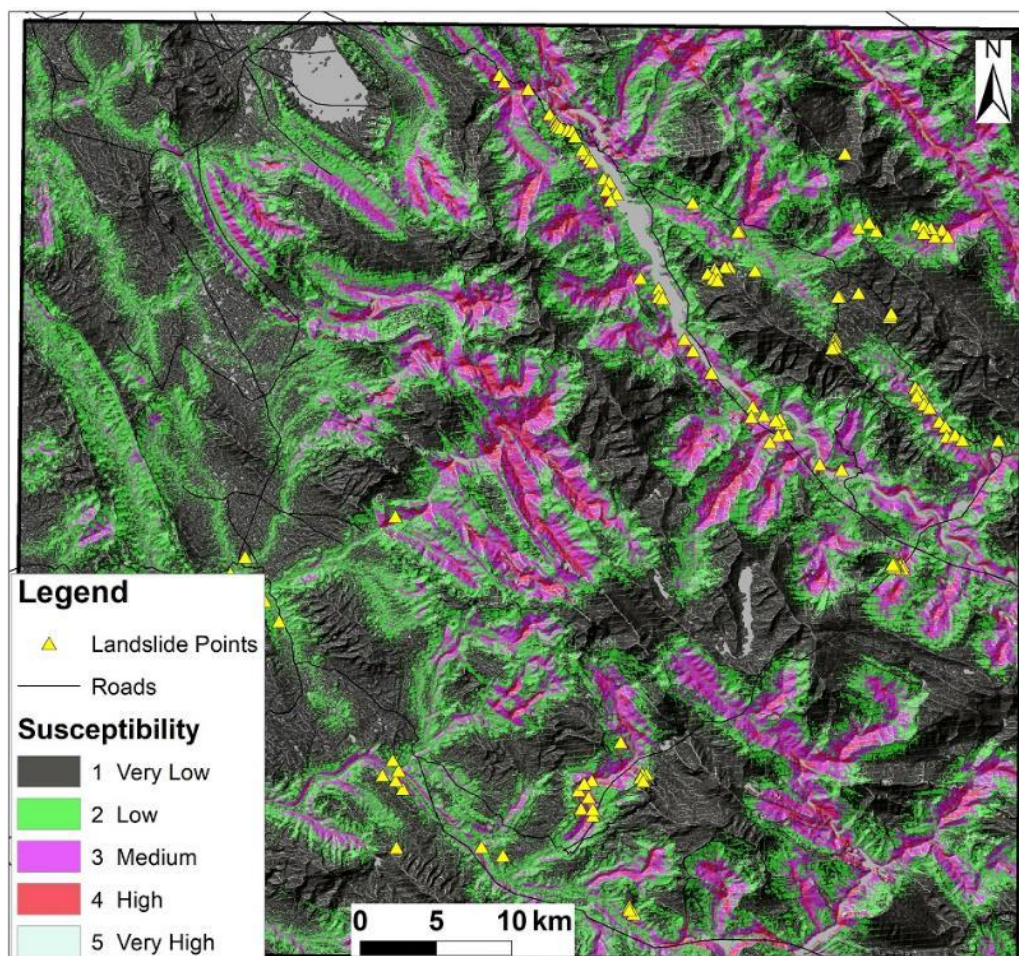 N
Legend
Landslide Points
Roads
Susceptibility
1 Very Low
2 Low
3 Medium
4 High
5 Very High
0 5 10 km